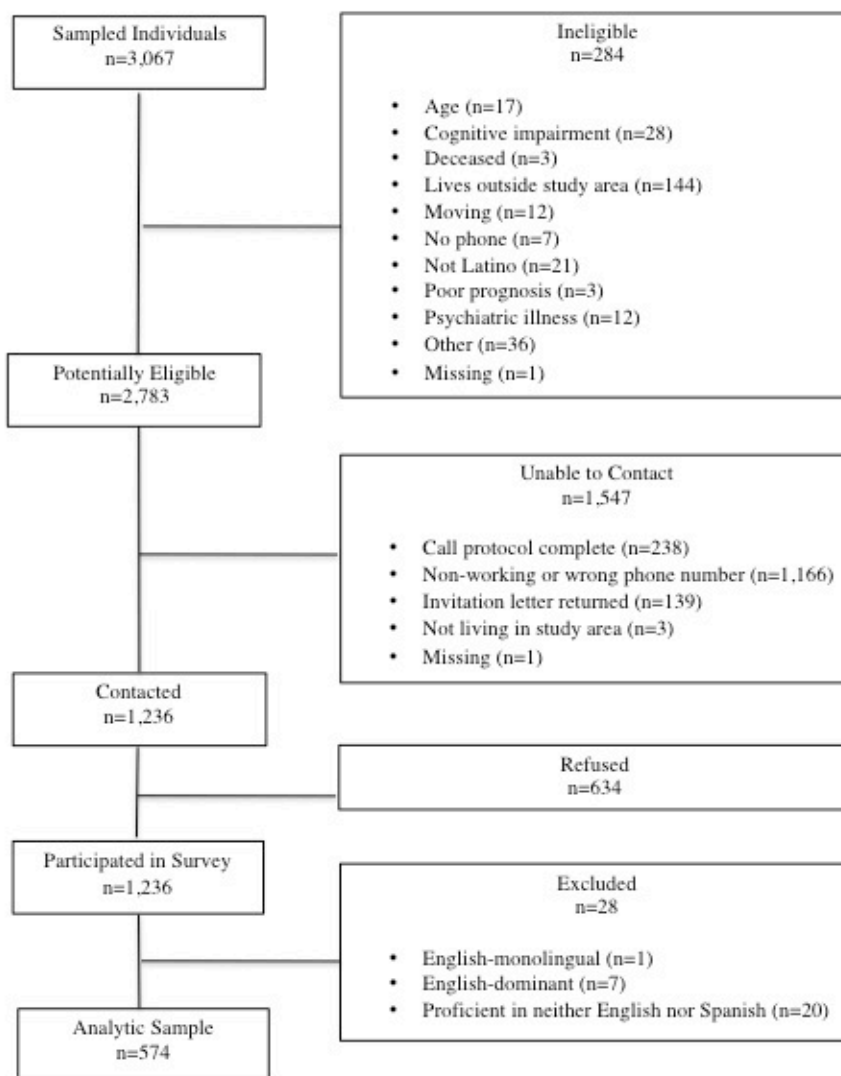 Sampled Individuals
n=3,067
Ineligible
n=284
• Age (n=17)
• Cognitive impairment (n=28)
• Deceased (n=3)
• Lives outside study area (n=144)
• Moving (n=12)
• No phone (n=7)
• Not Latino (n=21)
• Poor prognosis (n=3)
• Psychiatric illness (n=12)
• Other (n=36)
• Missing (n=1)
Potentially Eligible
n=2,783
Unable to Contact
n=1,547
• Call protocol complete (n=238)
• Non-working or wrong phone number (n=1,166)
• Invitation letter returned (n=139)
• Not living in study area (n=3)
• Missing (n=1)
Contacted
n=1,236
Refused
n=634
Participated in Survey
n=1,236
Excluded
n=28
• English-monolingual (n=1)
• English-dominant (n=7)
• Proficient in neither English nor Spanish (n=20)
Analytic Sample
n=574